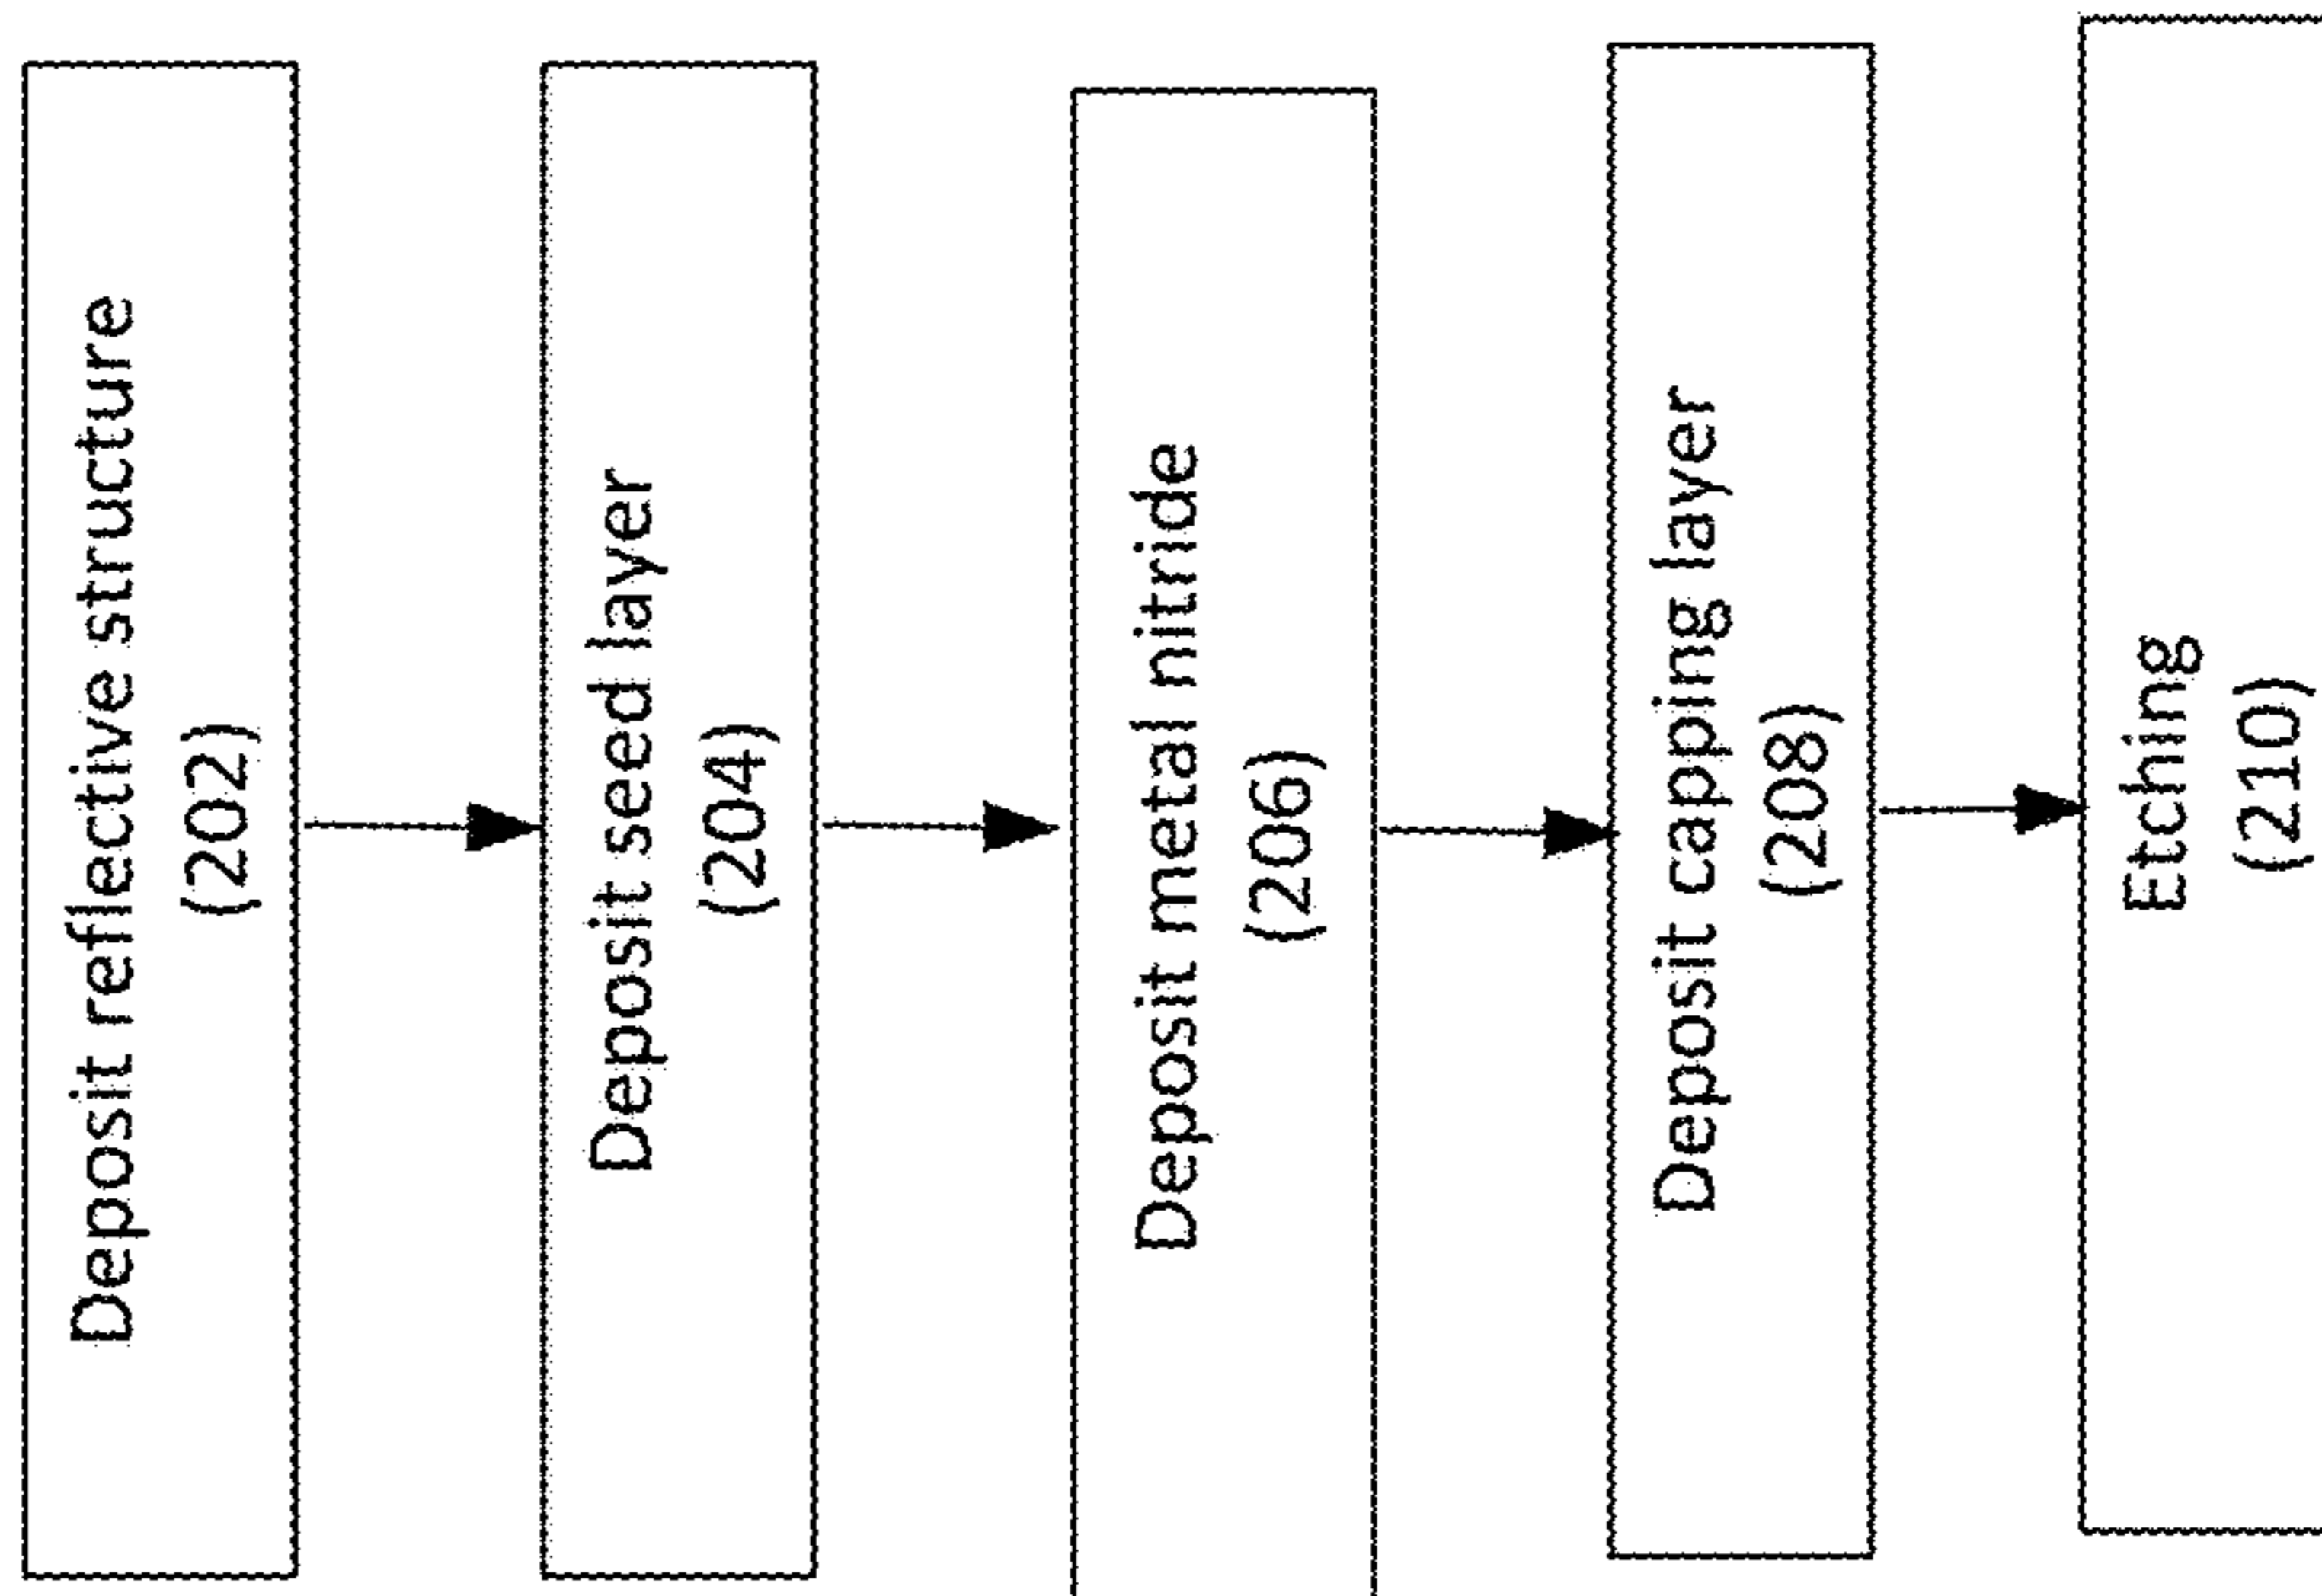 Deposit reflective structure
(202)
Deposit seed layer
(204)
Deposit metal nitride
(206)
Deposit capping layer
(208)
Etching
(210)